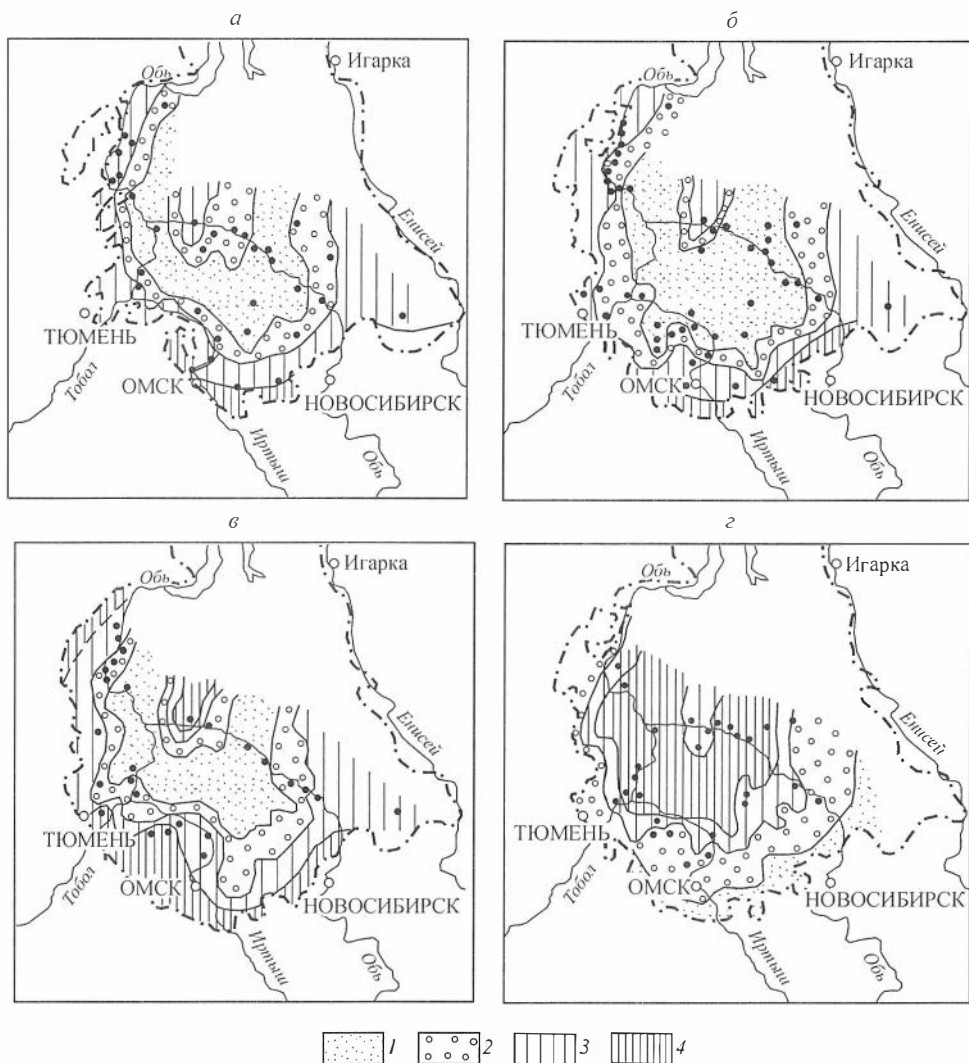 а
Обь
Игарка
Енисей
ТЮМЕНЬ
Тобол
ОМСК
НОВОСИБИРСК
Иртыш
Обь
б
Обь
Игарка
Енисей
ТЮМЕНЬ
Тобол
ОМСК
НОВОСИБИРСК
Иртыш
Обь
в
Обь
Игарка
Енисей
ТЮМЕНЬ
Тобол
ОМСК
НОВОСИБИРСК
Иртыш
Обь
г
Обь
Игарка
Енисей
ТЮМЕНЬ
Тобол
ОМСК
НОВОСИБИРСК
Иртыш
Обь
1 2 3 4